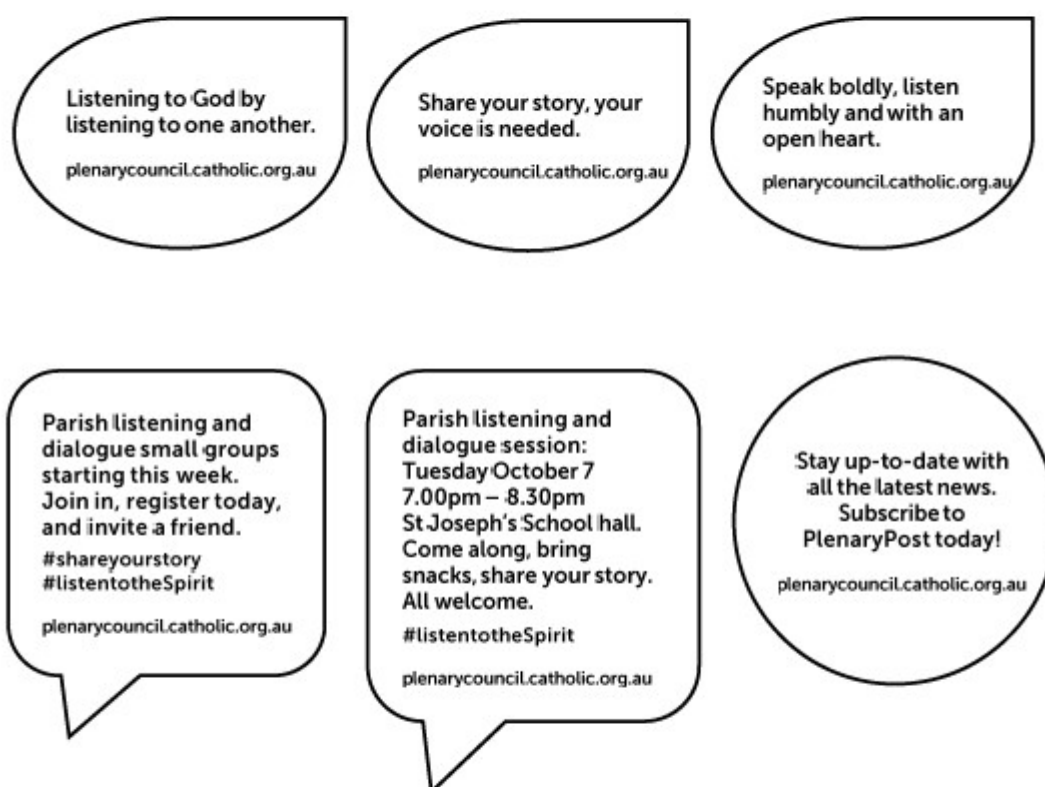 Listening to God by
listening to one another.
plenarycouncil.catholic.org.au
Share your story, your
voice is needed.
plenarycouncil.catholic.org.au
Speak boldly, listen
humbly and with an
open heart.
plenarycouncil.catholic.org.au
Parish listening and
dialogue small groups
starting this week.
Join in, register today,
and invite a friend.
#shareyourstory
#listentotheSpirit
plenarycouncil.catholic.org.au
Parish listening and
dialogue session:
Tuesday October 7
7.00pm – 8.30pm
St Joseph's School hall.
Come along, bring
snacks, share your story.
All welcome.
#listentotheSpirit
plenarycouncil.catholic.org.au
Stay up-to-date with
all the latest news.
Subscribe to
PlenaryPost today!
plenarycouncil.catholic.org.au